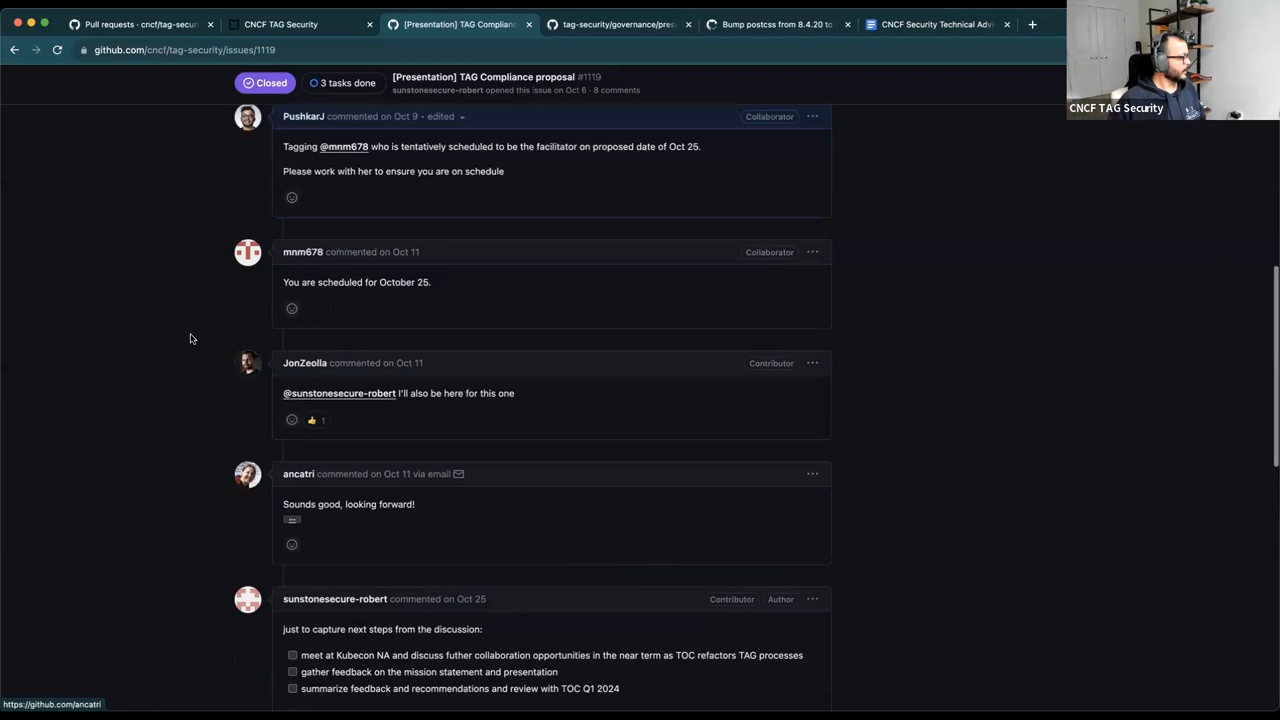 Pull requests · cncf/tag-secur
CNCF TAG Security
[Presentation] TAG Complianc
tag-security/governance/pres
Bump postcss from 8.4.20 to
CNCF Security Technical Advi
github.com/cncf/tag-security/issues/1119
CNCF TAG Security
Closed
3 tasks done
[Presentation] TAG Compliance proposal #1119
sunstonesecure-robert opened this issue on Oct 6 · 8 comments
PushkarJ commented on Oct 9 · edited
Collaborator
Tagging @mnm678 who is tentatively scheduled to be the facilitator on proposed date of Oct 25.
Please work with her to ensure you are on schedule
mnm678 commented on Oct 11
Collaborator
You are scheduled for October 25.
JonZeolla commented on Oct 11
Contributor
@sunstonesecure-robert I'll also be here for this one
👍 1
ancatri commented on Oct 11 via email
Sounds good, looking forward!
sunstonesecure-robert commented on Oct 25
Contributor
Author
just to capture next steps from the discussion:
meet at Kubecon NA and discuss futher collaboration opportunities in the near term as TOC refactors TAG processes
gather feedback on the mission statement and presentation
summarize feedback and recommendations and review with TOC Q1 2024
https://github.com/ancatri